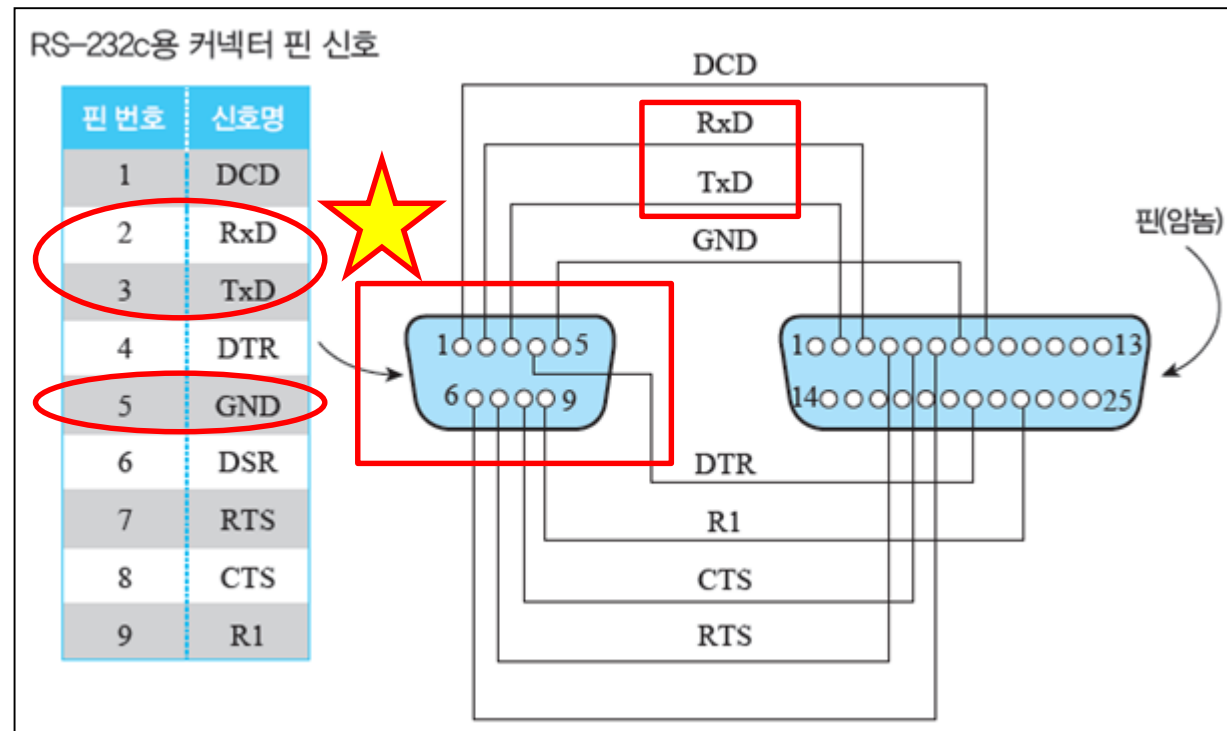 RS-232c용 커넥터 핀 신호
핀 번호 신호명
1 DCD
2 RxD
3 TxD
4 DTR
5 GND
6 DSR
7 RTS
8 CTS
9 R1
DCD
RxD
TxD
GND
핀(암놈)
1 5
6 9
1 13
14 25
DTR
R1
CTS
RTS